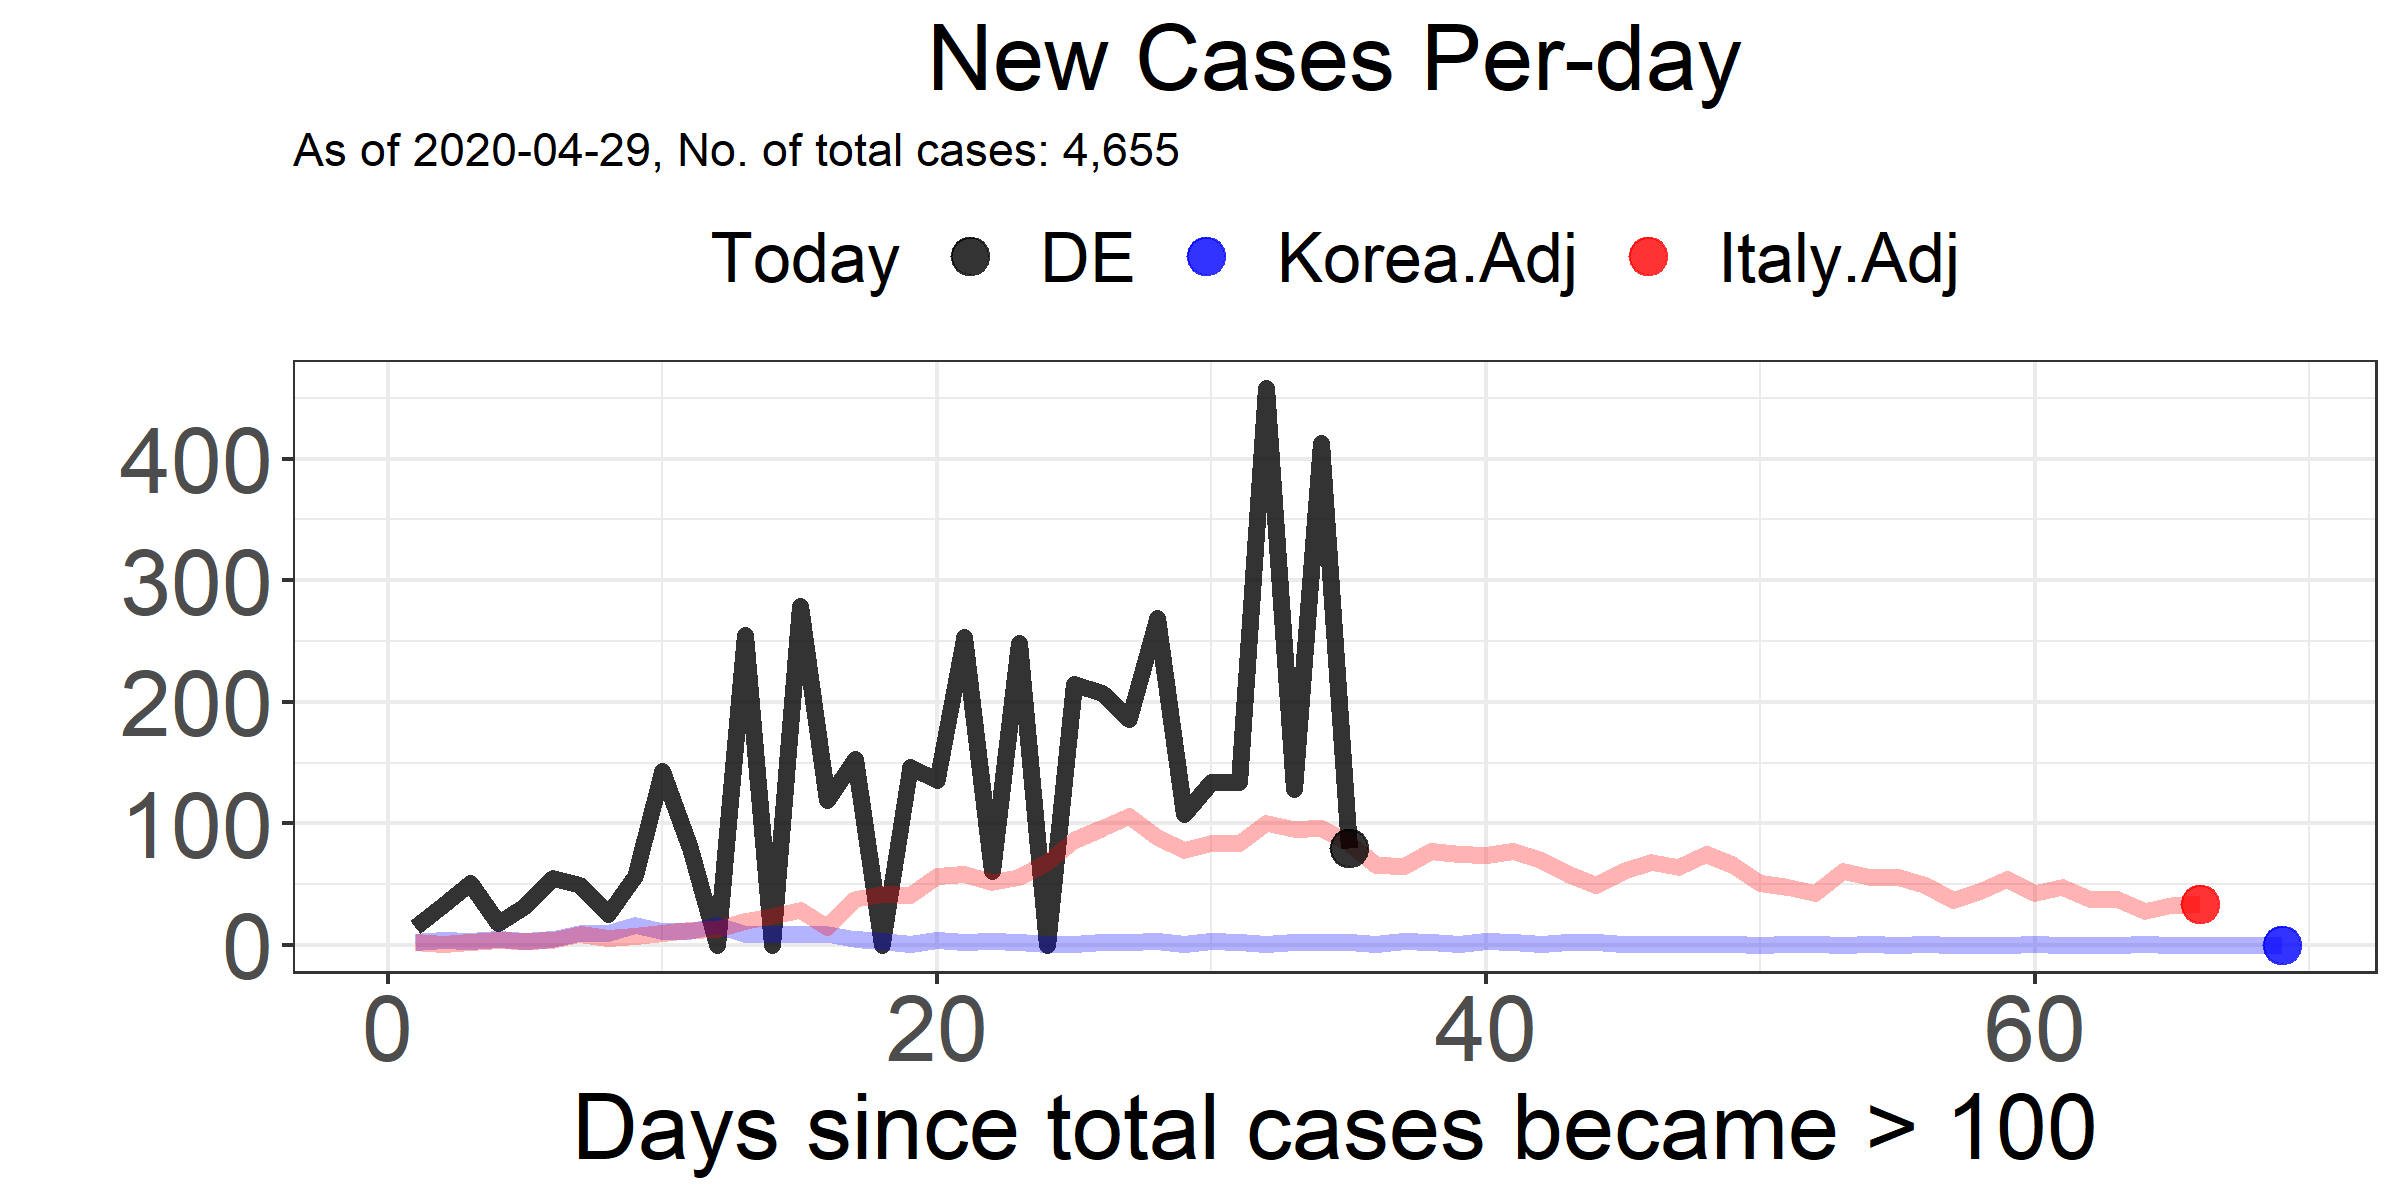 New Cases Per-day
As of 2020-04-29, No. of total cases: 4,655
Today DE Korea.Adj Italy.Adj
400
300
200
100
0
0 20 40 60
Days since total cases became > 100